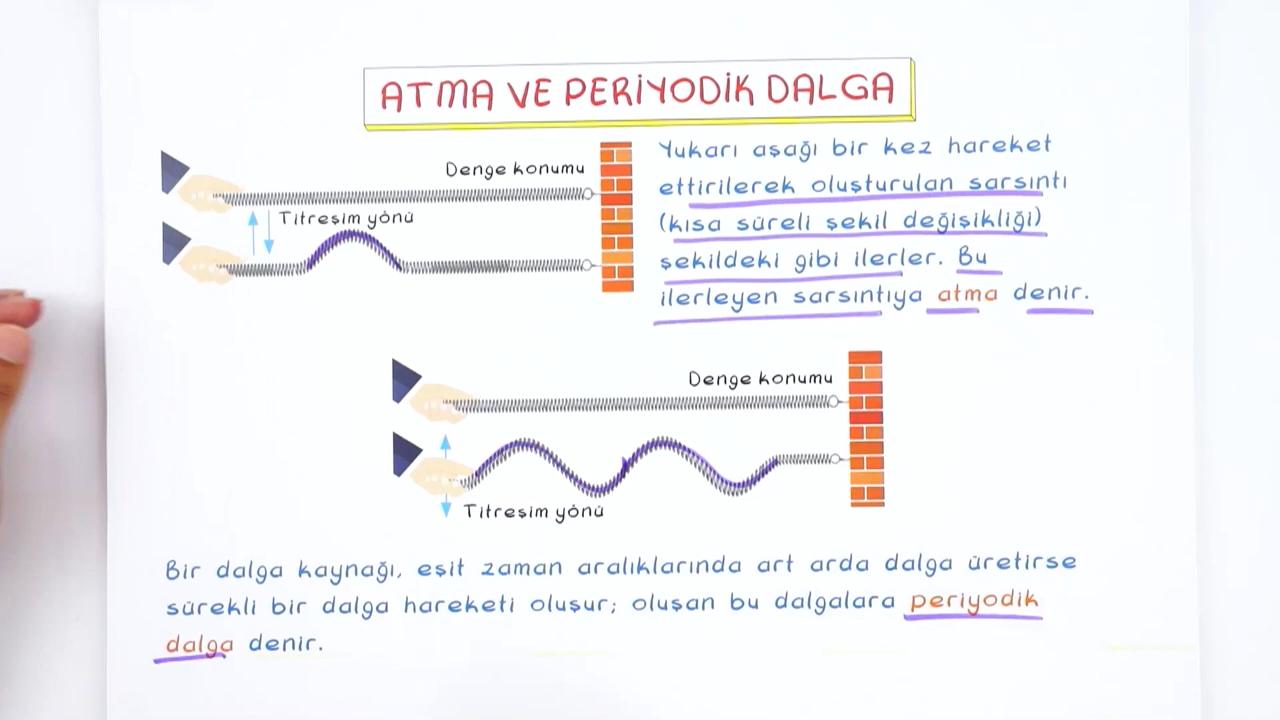 ATMA VE PERİYODİK DALGA
Denge konumu
Titreşim yönü
Yukarı aşağı bir kez hareket
ettirilerek oluşturulan sarsıntı
(kısa süreli şekil değişikliği)
şekildeki gibi ilerler. Bu
ilerleyen sarsıntıya atma denir.
Denge konumu
Titreşim yönü
Bir dalga kaynağı, eşit zaman aralıklarında art arda dalga üretirse
sürekli bir dalga hareketi oluşur; oluşan bu dalgalara periyodik
dalga denir.